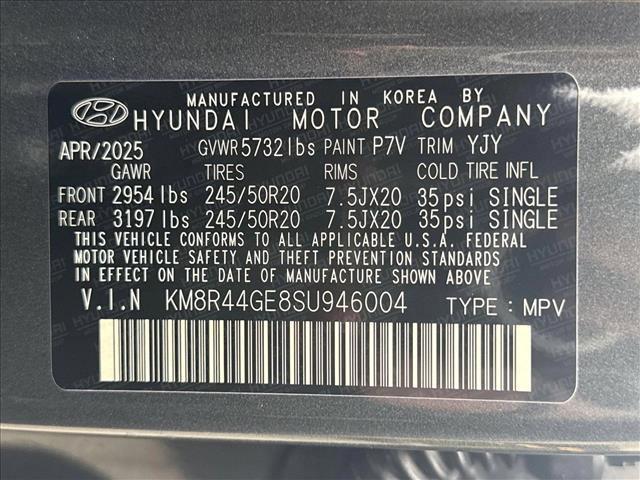 MANUFACTURED IN KOREA BY
HYUNDAI MOTOR COMPANY
APR/2025 GVWR 5732 lbs PAINT P7V TRIM YJY
GAWR TIRES RIMS COLD TIRE INFL
FRONT 2954 lbs 245/50R20 7.5JX20 35psi SINGLE
REAR 3197 lbs 245/50R20 7.5JX20 35psi SINGLE
THIS VEHICLE CONFORMS TO ALL APPLICABLE U.S.A. FEDERAL
MOTOR VEHICLE SAFETY AND THEFT PREVENTION STANDARDS
IN EFFECT ON THE DATE OF MANUFACTURE SHOWN ABOVE.
V.I.N KM8R44GE8SU946004 TYPE : MPV